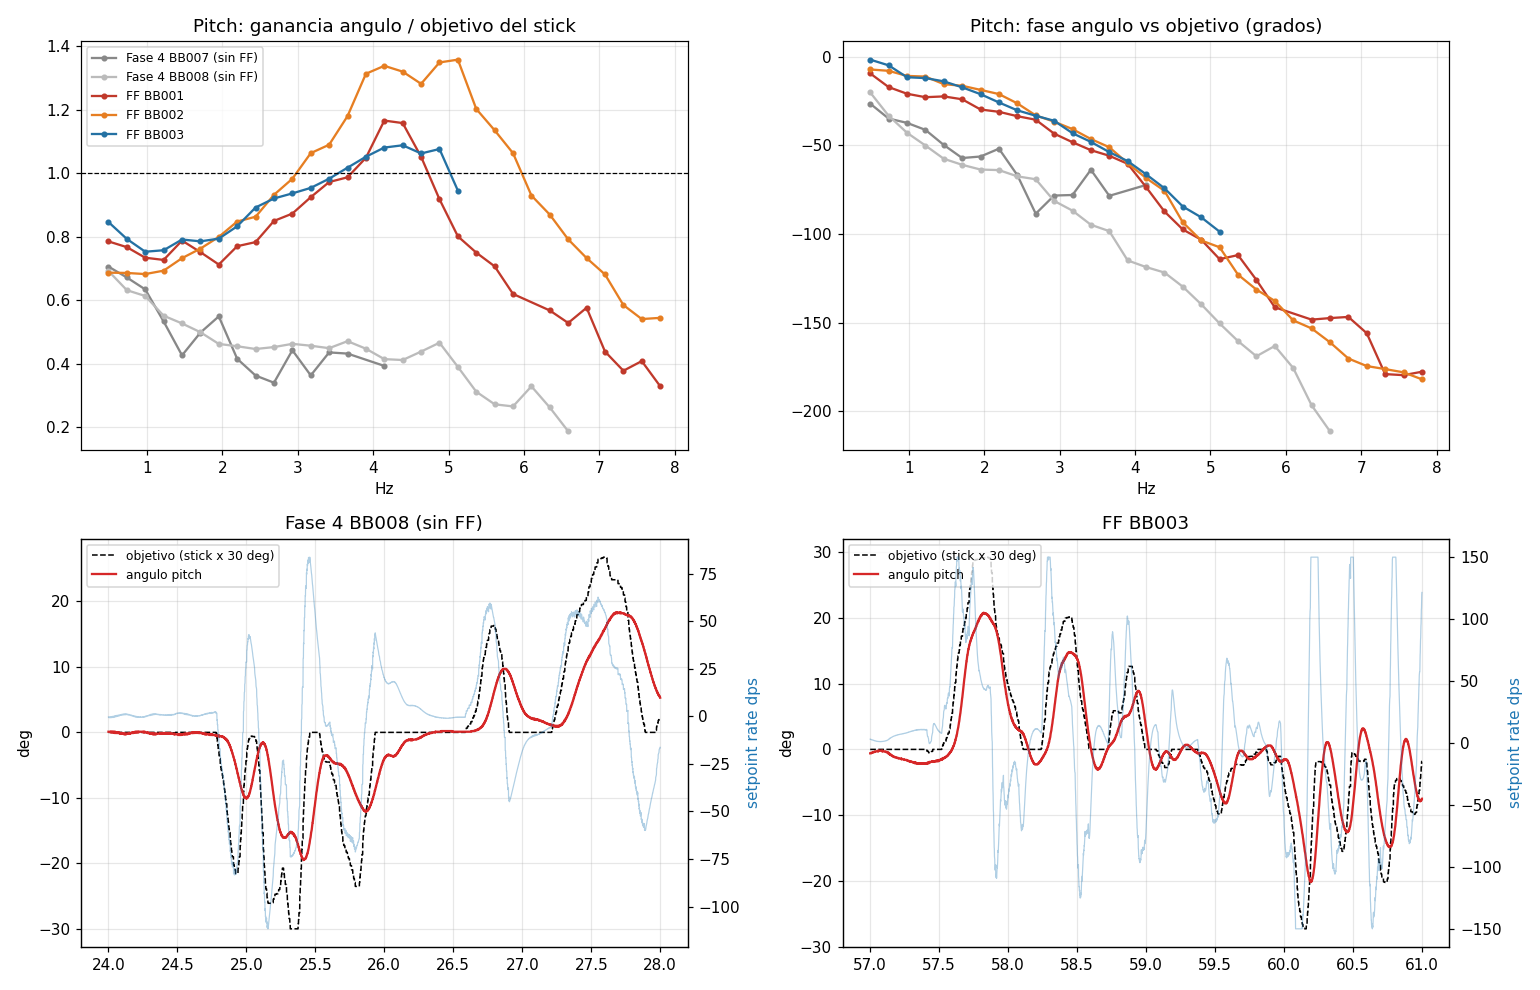 Pitch: ganancia angulo / objetivo del stick
1.4
1.2
1.0
0.8
0.6
0.4
0.2
Fase 4 BB007 (sin FF)
Fase 4 BB008 (sin FF)
FF BB001
FF BB002
FF BB003
1 2 3 4 5 6 7 8
Hz
Pitch: fase angulo vs objetivo (grados)
0
−50
−100
−150
−200
1 2 3 4 5 6 7 8
Hz
Fase 4 BB008 (sin FF)
objetivo (stick x 30 deg)
angulo pitch
deg
20
10
0
−10
−20
−30
75
50
25
0
−25
−50
−75
−100
setpoint rate dps
24.0 24.5 25.0 25.5 26.0 26.5 27.0 27.5 28.0
FF BB003
objetivo (stick x 30 deg)
angulo pitch
deg
30
20
10
0
−10
−20
−30
150
100
50
0
−50
−100
−150
setpoint rate dps
57.0 57.5 58.0 58.5 59.0 59.5 60.0 60.5 61.0